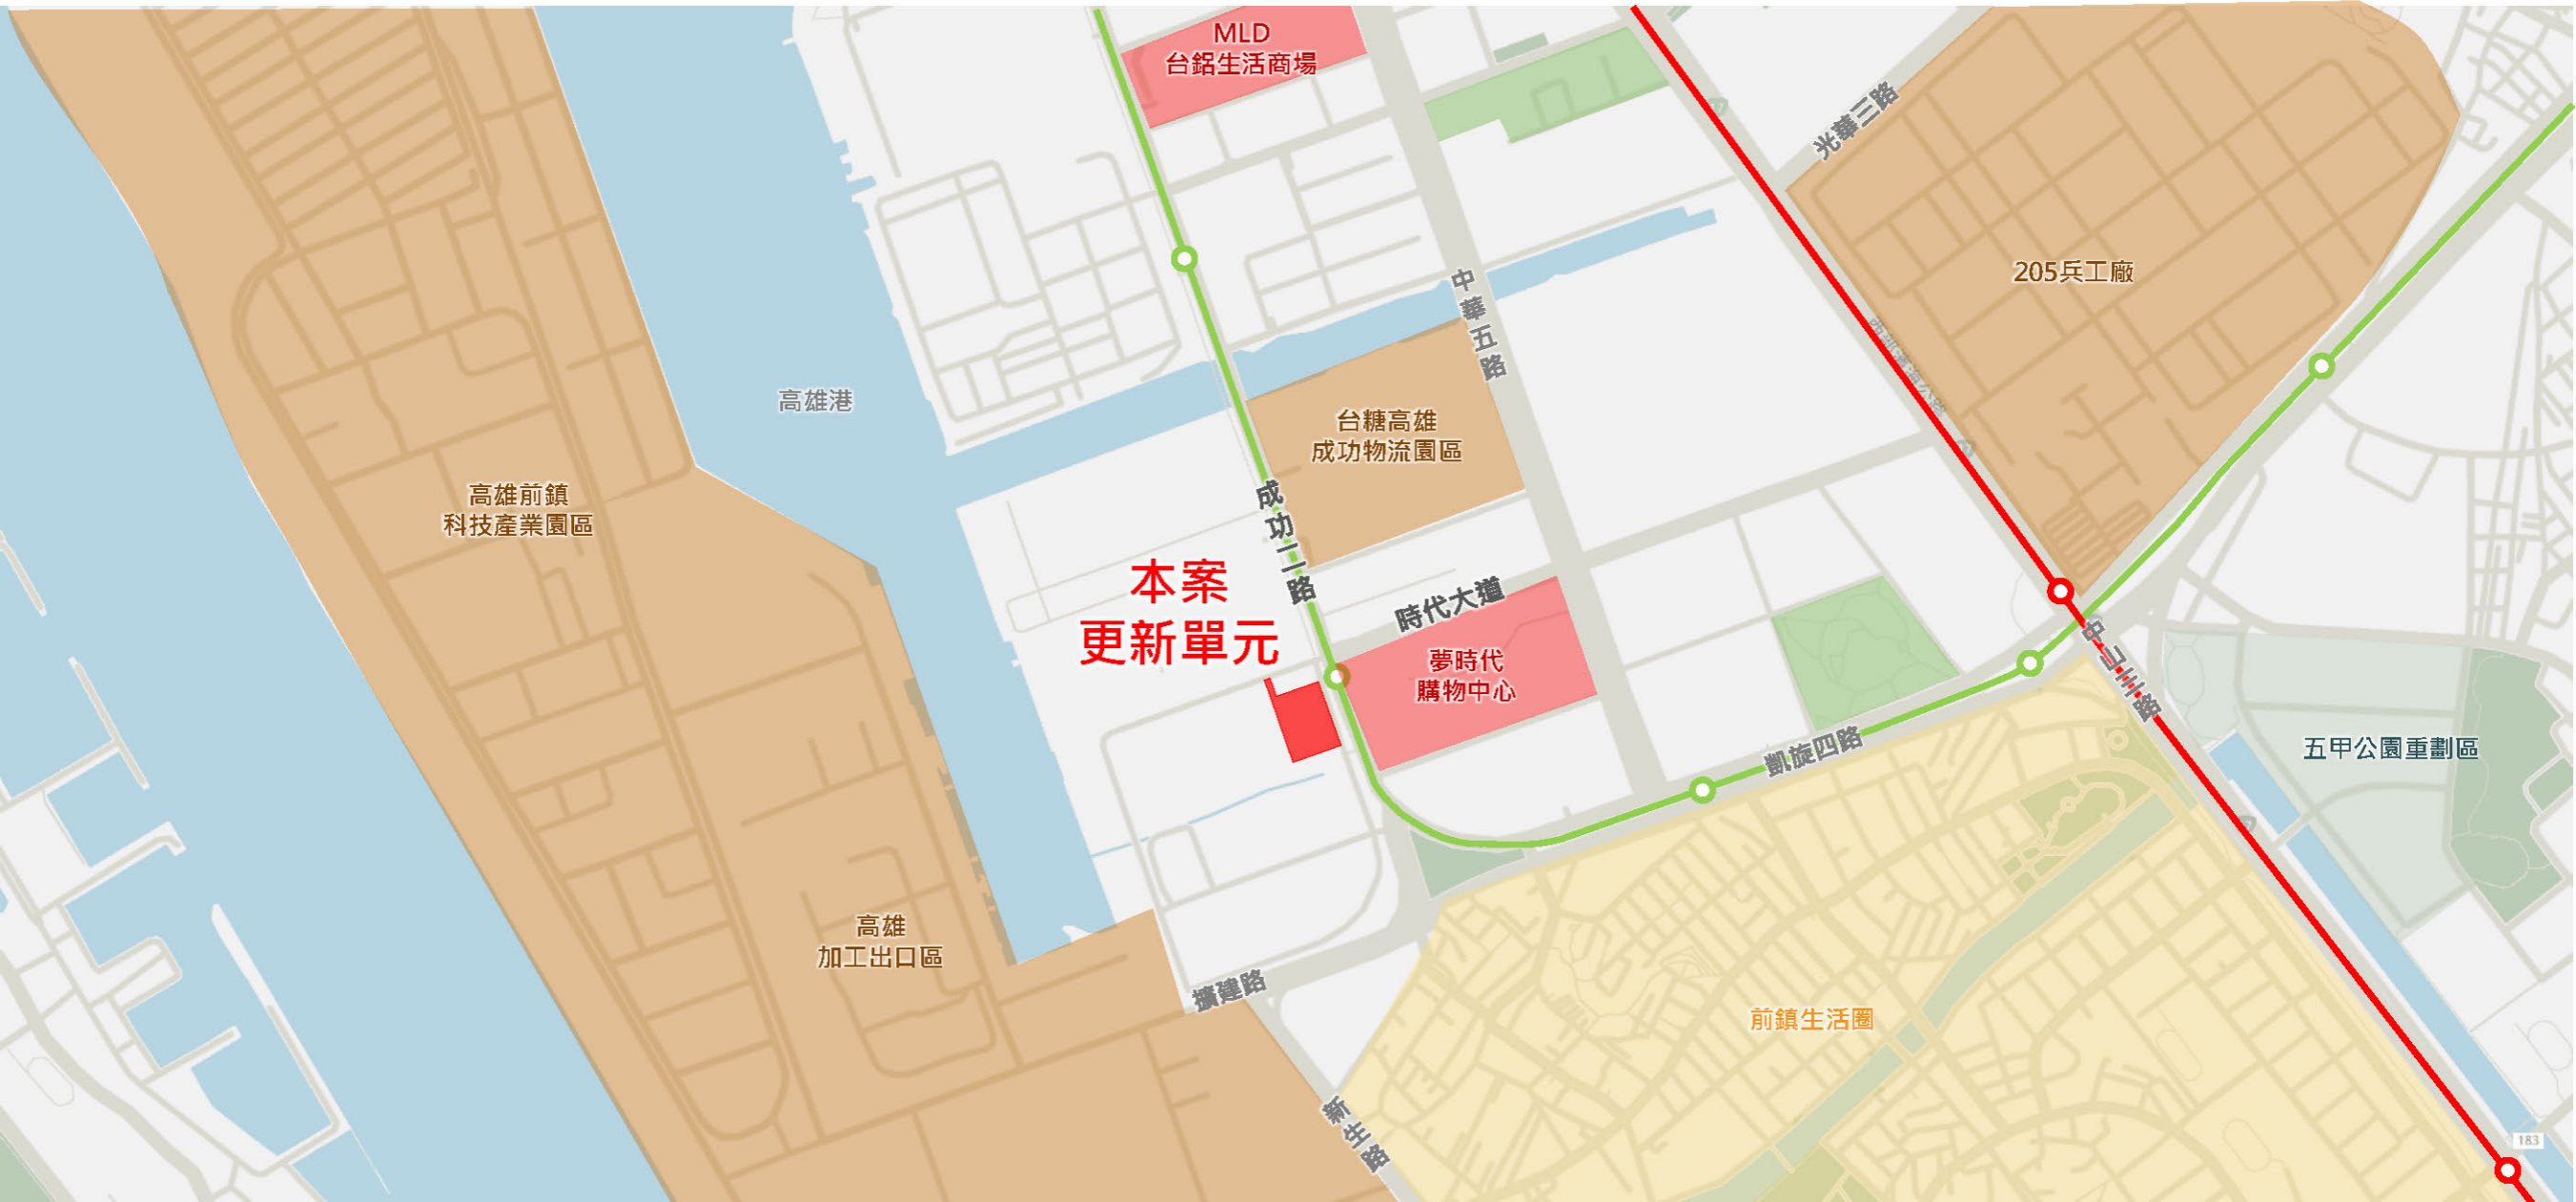 MLD
台鋁生活商場
光華三路
205兵工廠
中華五路
高雄港
台糖高雄
成功物流園區
高雄前鎮
科技產業園區
成功二路
本案
更新單元
時代大道
夢時代
購物中心
中山三路
凱旋四路
五甲公園重劃區
高雄
加工出口區
擴建路
前鎮生活圈
新生路
183